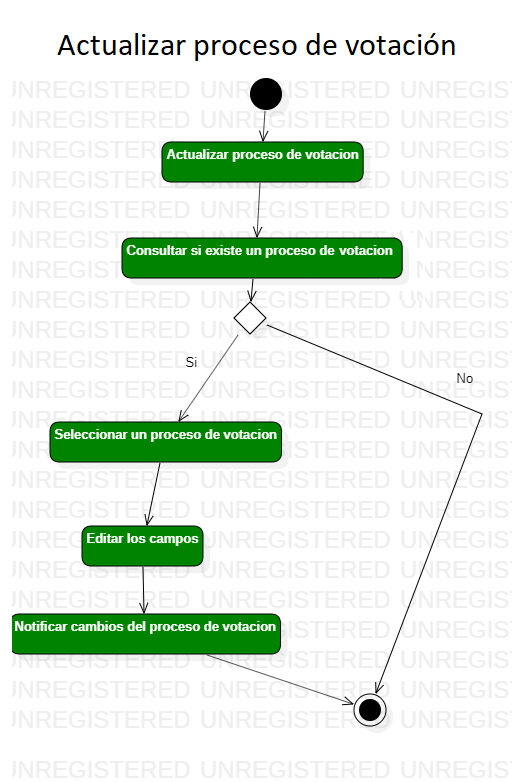 Actualizar proceso de votación
UNREGISTERED UNREGISTERED UNREGISTERED
Actualizar proceso de votacion
Consultar si existe un proceso de votacion
Si
No
Seleccionar un proceso de votacion
Editar los campos
Notificar cambios del proceso de votacion